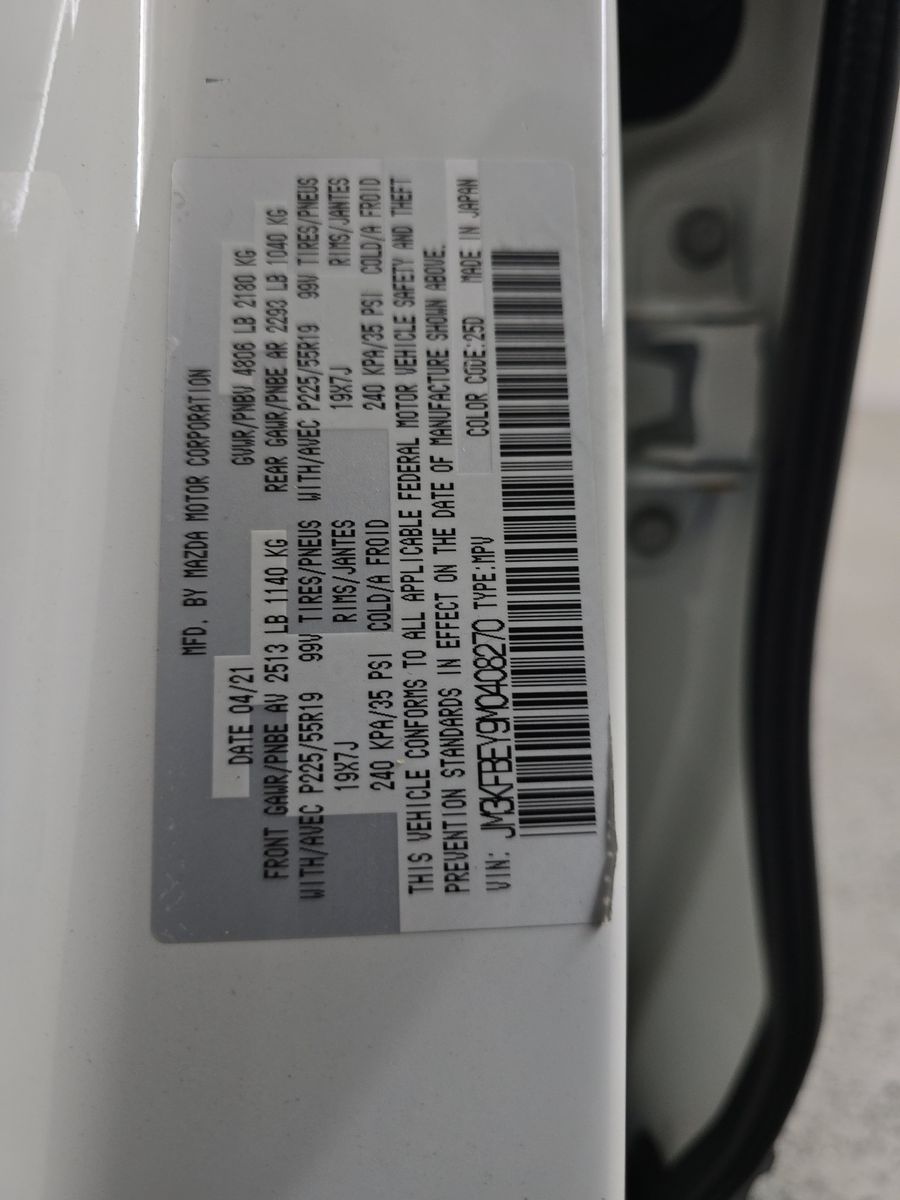 MFD. BY MAZDA MOTOR CORPORATION
DATE 04/21 GVWR/PNBV 4806 LB 2180 KG
FRONT GAWR/PNBE AV 2513 LB 1140 KG REAR GAWR/PNBE AR 2293 LB 1040 KG
WITH/AVEC P225/55R19 99V TIRES/PNEUS WITH/AVEC P225/55R19 99V TIRES/PNEUS
19X7J RIMS/JANTES 19X7J RIMS/JANTES
240 KPA/35 PSI COLD/A FROID 240 KPA/35 PSI COLD/A FROID
THIS VEHICLE CONFORMS TO ALL APPLICABLE FEDERAL MOTOR VEHICLE SAFETY AND THEFT
PREVENTION STANDARDS IN EFFECT ON THE DATE OF MANUFACTURE SHOWN ABOVE.
VIN: JM3KFBEY9M0408270 TYPE:MPV COLOR CODE:25D MADE IN JAPAN